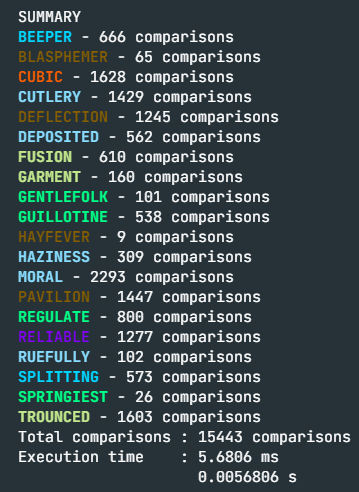 SUMMARY
BEEPER - 666 comparisons
BLASPHEMER - 65 comparisons
CUBIC - 1628 comparisons
CUTLERY - 1429 comparisons
DEFLECTION - 1245 comparisons
DEPOSITED - 562 comparisons
FUSION - 610 comparisons
GARMENT - 160 comparisons
GENTLEFOLK - 101 comparisons
GUILLOTINE - 538 comparisons
HAYFEVER - 9 comparisons
HAZINESS - 309 comparisons
MORAL - 2293 comparisons
PAVILION - 1447 comparisons
REGULATE - 800 comparisons
RELIABLE - 1277 comparisons
RUEFULLY - 102 comparisons
SPLITTING - 573 comparisons
SPRINGIEST - 26 comparisons
TROUNCED - 1603 comparisons
Total comparisons : 15443 comparisons
Execution time    : 5.6806 ms
0.0056806 s